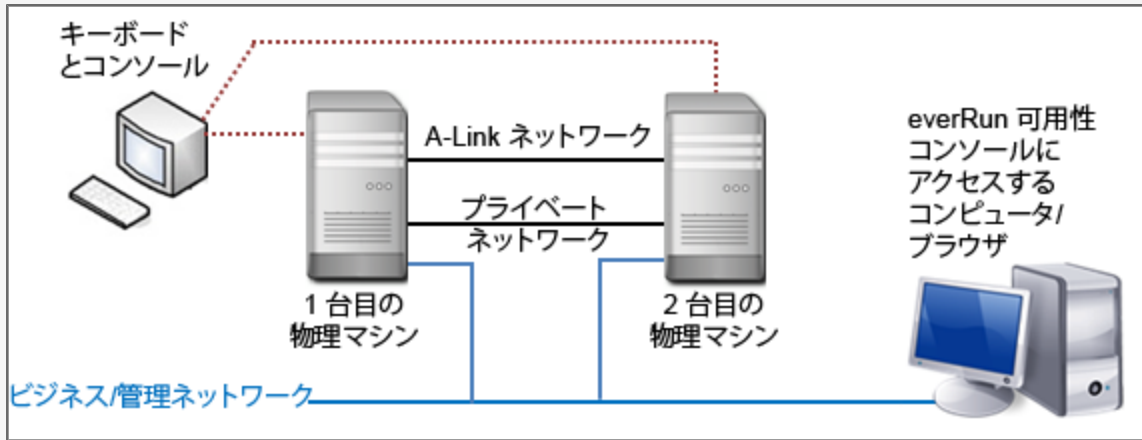 キーボード
とコンソール
A-Link ネットワーク
プライベート
ネットワーク
everRun 可用性
コンソールに
アクセスする
コンピュータ/
ブラウザ
1 台目の
物理マシン
2 台目の
物理マシン
ビジネス/管理ネットワーク